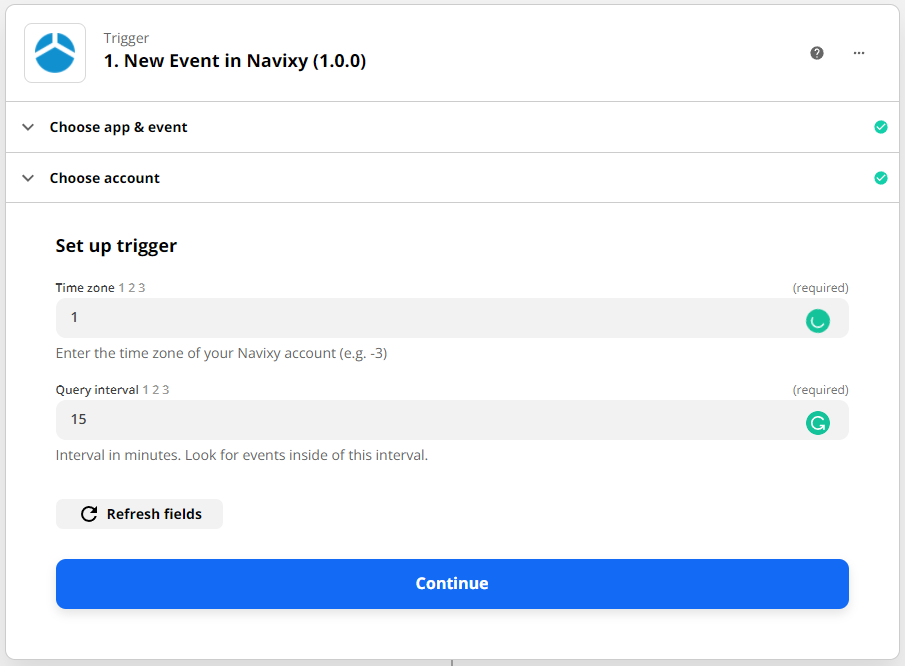 Trigger
1. New Event in Navixy (1.0.0)
Choose app & event
Choose account
Set up trigger
Time zone 1 2 3 (required)
1
Enter the time zone of your Navixy account (e.g. -3)
Query interval 1 2 3 (required)
15
Interval in minutes. Look for events inside of this interval.
Refresh fields
Continue